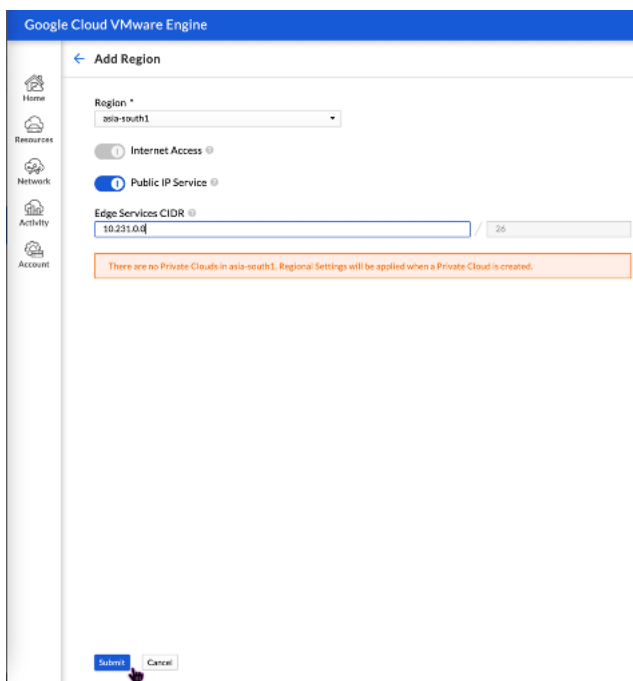 Google Cloud VMware Engine
Add Region
Home
Resources
Network
Activity
Account
Region *
asia-south1
Internet Access
Public IP Service
Edge Services CIDR
10.231.0.0 / 26
There are no Private Clouds in asia-south1. Regional Settings will be applied when a Private Cloud is created.
Submit Cancel